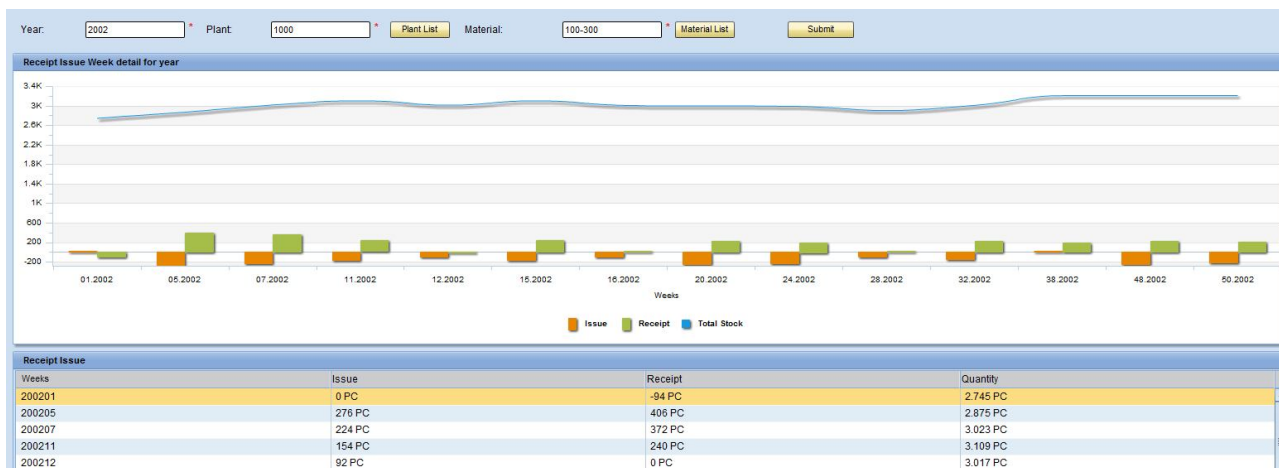 Year: 2002 * Plant: 1000 * Plant List Material: 100-300 * Material List Submit
Receipt Issue Week detail for year
3.4K
3K
2.6K
2.2K
1.8K
1.4K
1K
600
200
-200
01.2002 05.2002 07.2002 11.2002 12.2002 15.2002 16.2002 20.2002 24.2002 28.2002 32.2002 38.2002 48.2002 50.2002
Weeks
Issue Receipt Total Stock
Receipt Issue
Weeks Issue Receipt Quantity
200201 0 PC -94 PC 2.745 PC
200205 276 PC 406 PC 2.875 PC
200207 224 PC 372 PC 3.023 PC
200211 154 PC 240 PC 3.109 PC
200212 92 PC 0 PC 3.017 PC